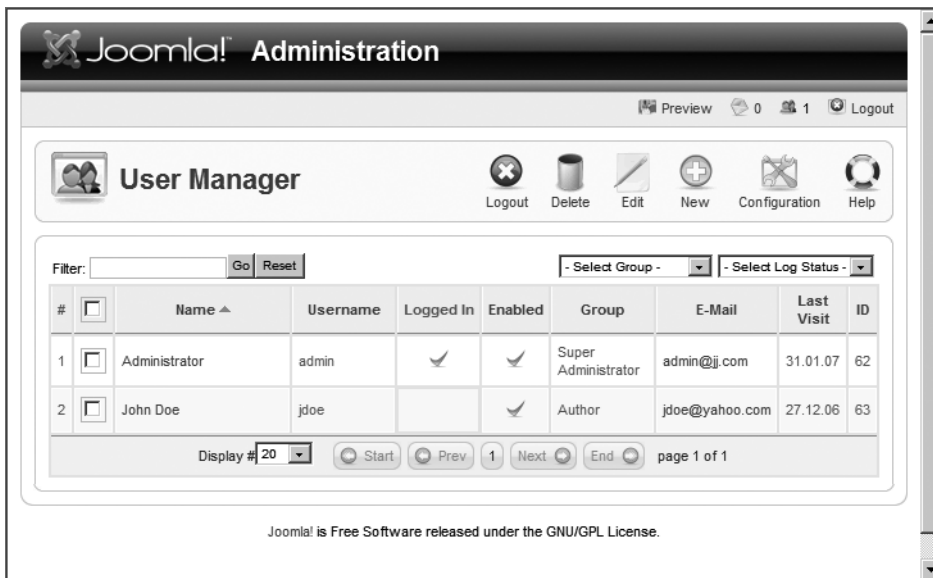 Joomla!™ Administration
Preview 0 1 Logout
User Manager
Logout Delete Edit New Configuration Help
Filter: Go Reset - Select Group - - Select Log Status -
# Name Username Logged In Enabled Group E-Mail Last Visit ID
1 Administrator admin Super Administrator admin@jj.com 31.01.07 62
2 John Doe jdoe Author jdoe@yahoo.com 27.12.06 63
Display # 20 Start Prev 1 Next End page 1 of 1
Joomla! is Free Software released under the GNU/GPL License.